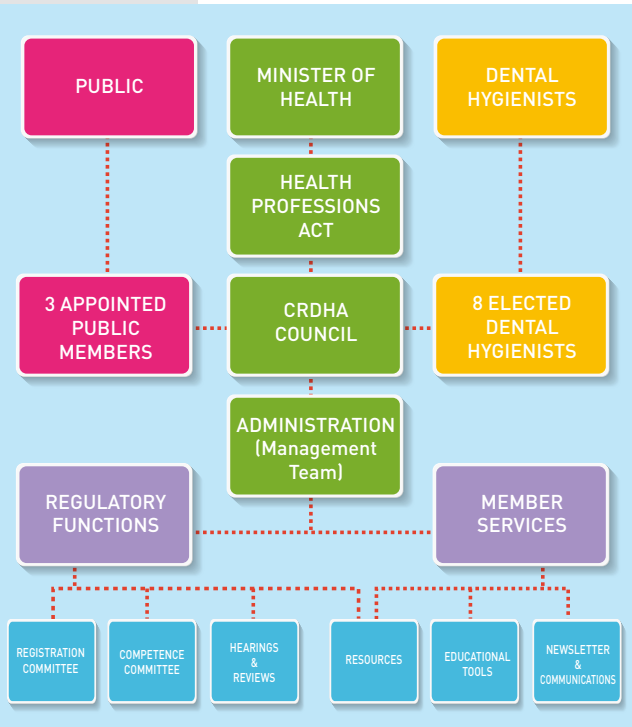 PUBLIC
MINISTER OF
HEALTH
DENTAL
HYGIENISTS
HEALTH
PROFESSIONS
ACT
3 APPOINTED
PUBLIC
MEMBERS
CRDHA
COUNCIL
8 ELECTED
DENTAL
HYGIENISTS
ADMINISTRATION
(Management
Team)
REGULATORY
FUNCTIONS
MEMBER
SERVICES
REGISTRATION
COMMITTEE
COMPETENCE
COMMITTEE
HEARINGS
&
REVIEWS
RESOURCES
EDUCATIONAL
TOOLS
NEWSLETTER
&
COMMUNICATIONS